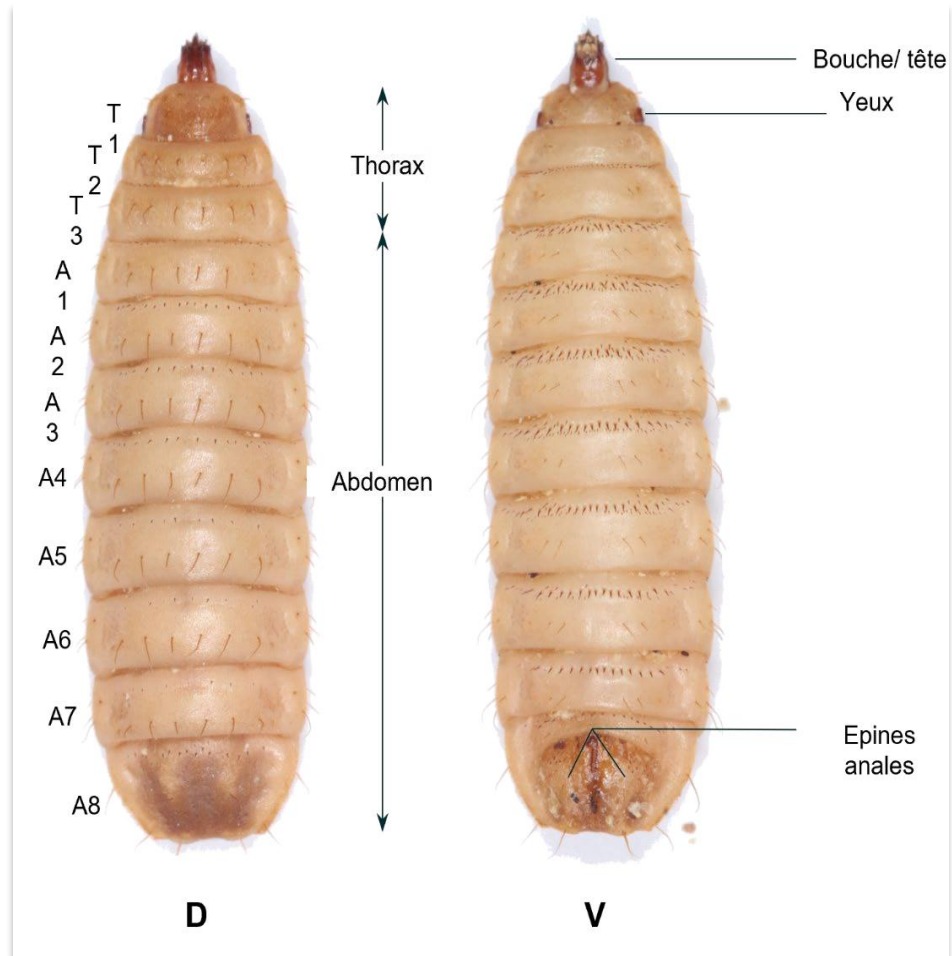 Bouche/ tête
Yeux
T
1
T
2
T
3
Thorax
A
1
A
2
A
3
A4
Abdomen
A5
A6
A7
Epines
anales
A8
D
V